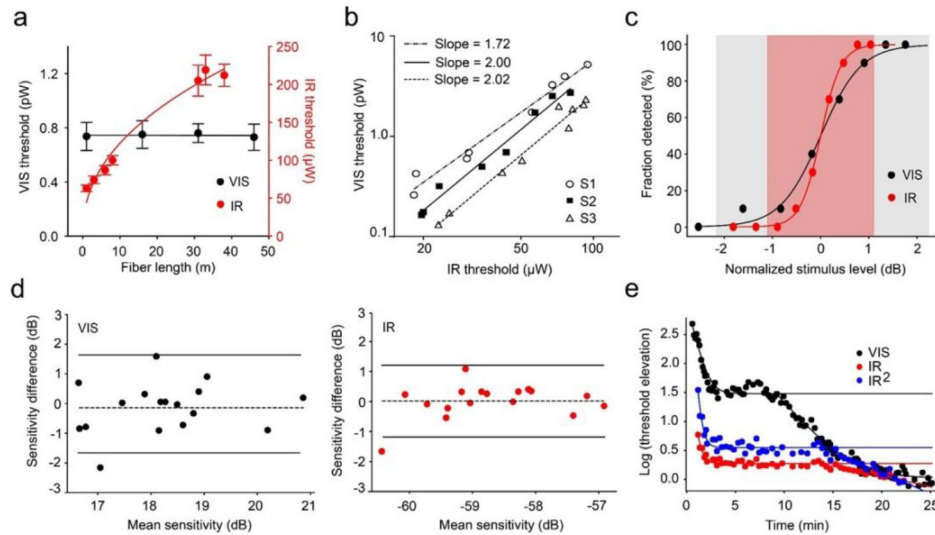 a
VIS threshold (pW)
1.2
0.8
0.4
0.0
250
200
150
100
50
0
IR threshold (µW)
VIS
IR
0 10 20 30 40 50
Fiber length (m)
b
VIS threshold (pW)
10
1.0
0.1
Slope = 1.72
Slope = 2.00
Slope = 2.02
S1
S2
S3
20 50 100
IR threshold (µW)
c
Fraction detected (%)
100
80
60
40
20
0
VIS
IR
-2 -1 0 1 2
Normalized stimulus level (dB)
d
Sensitivity difference (dB)
3
2
1
0
-1
-2
-3
VIS
17 18 19 20 21
Mean sensitivity (dB)
Sensitivity difference (dB)
3
2
1
0
-1
-2
-3
IR
-60 -59 -58 -57
Mean sensitivity (dB)
e
Log (threshold elevation)
2.5
2.0
1.5
1.0
0.5
0.0
VIS
IR
IR²
0 5 10 15 20 25
Time (min)